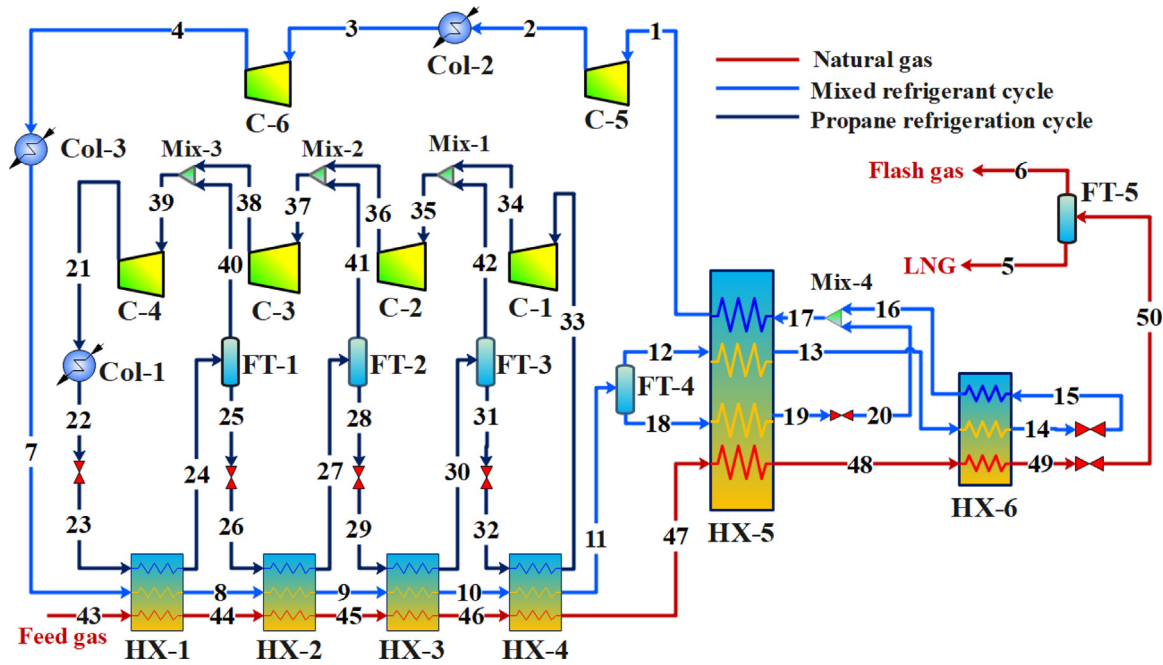 4
3
2
1
Col-2
C-6
C-5
Natural gas
Mixed refrigerant cycle
Propane refrigeration cycle
Col-3
Mix-3
Mix-2
Mix-1
39
38
37
36
35
34
21
40
41
42
33
C-4
C-3
C-2
C-1
Flash gas
6
FT-5
LNG
5
50
Mix-4
17
16
Col-1
FT-1
FT-2
FT-3
FT-4
12
13
22
25
28
31
18
19
20
15
14
7
24
27
30
48
49
23
26
29
32
11
47
HX-5
HX-6
8
9
10
43
44
45
46
Feed gas
HX-1
HX-2
HX-3
HX-4